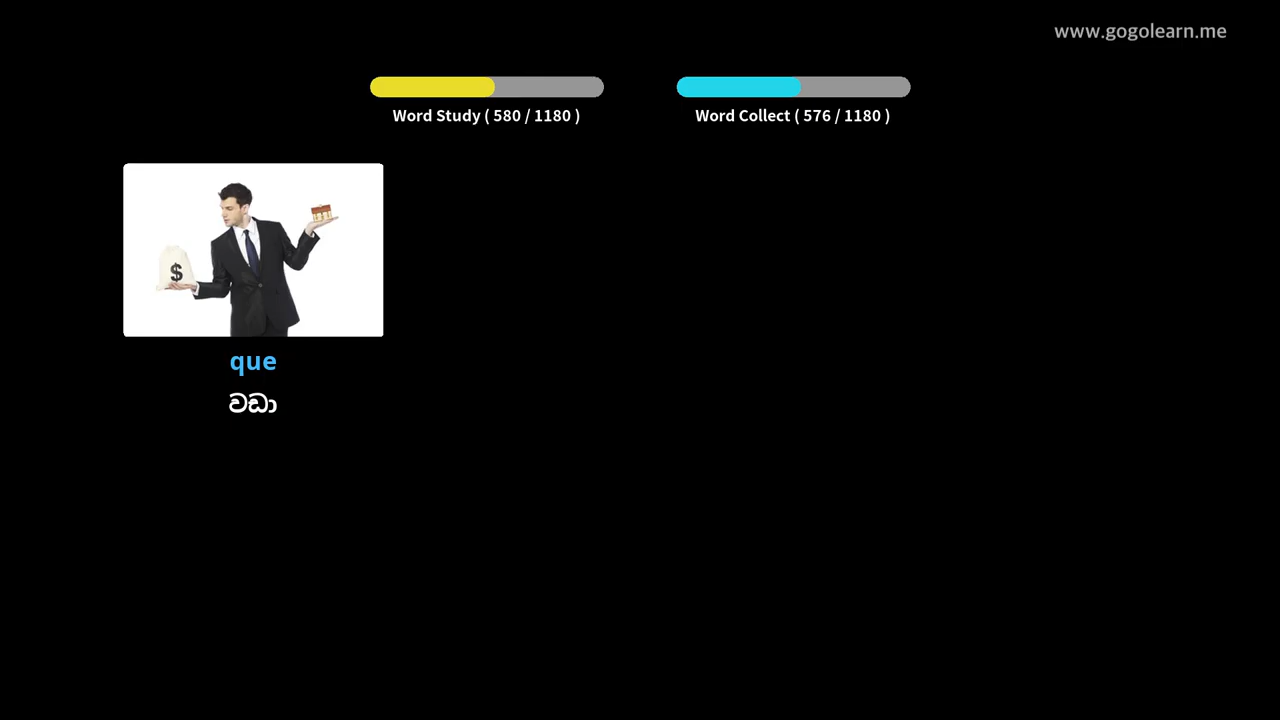 www.gogolearn.me
Word Study ( 580 / 1180 )
Word Collect ( 576 / 1180 )
$
que
වඩා